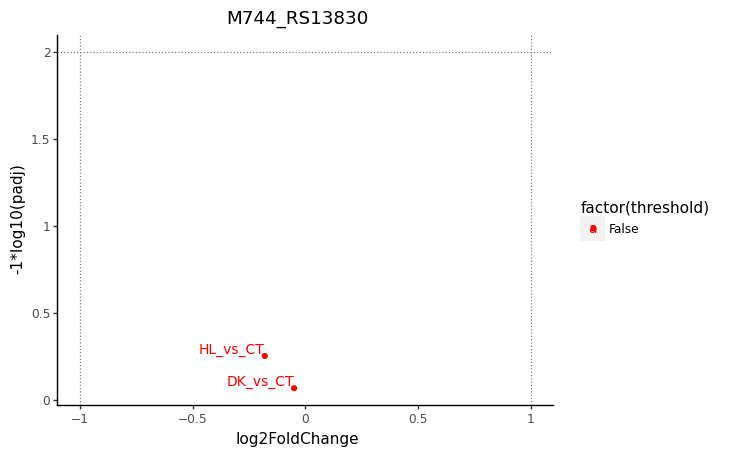 M744_RS13830
-1*log10(padj)
2
1.5
1
0.5
0
HL_vs_CT
DK_vs_CT
−1
−0.5
0
0.5
1
log2FoldChange
factor(threshold)
a
False